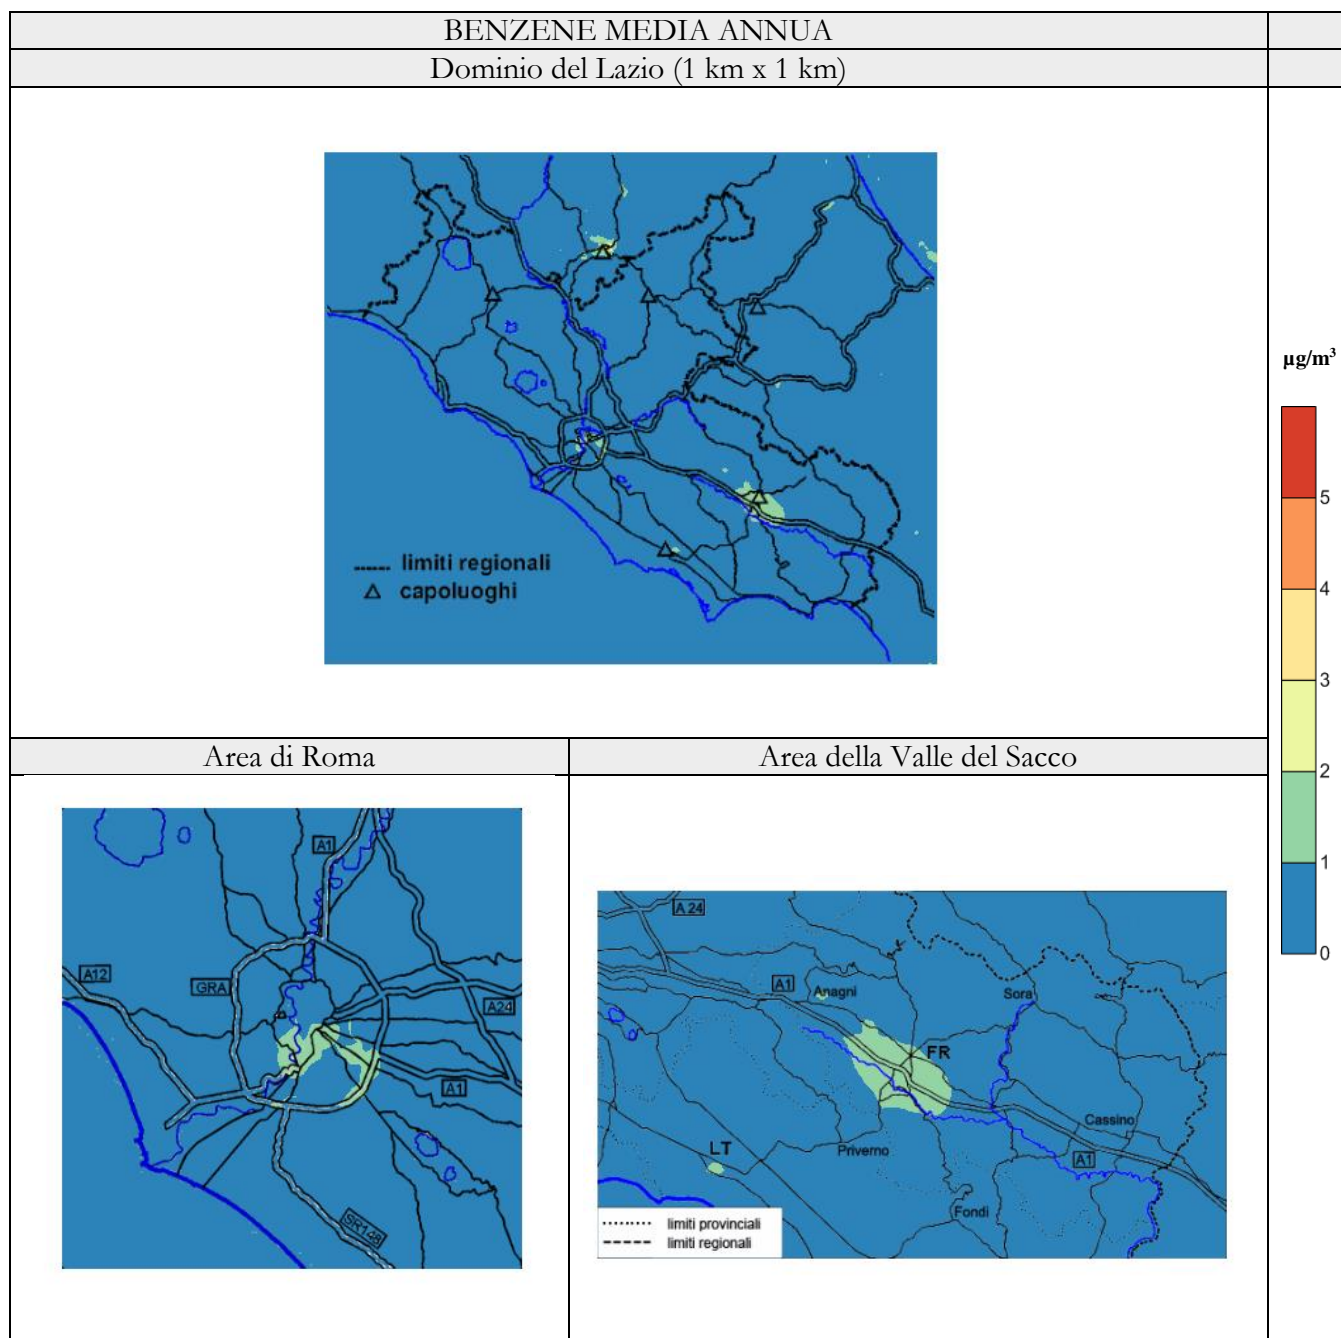 BENZENE MEDIA ANNUA
Dominio del Lazio (1 km x 1 km)
limiti regionali
capoluoghi
µg/m³
5
4
3
2
1
0
Area di Roma
Area della Valle del Sacco
A1
A12
GRA
A24
A1
SR148
A 24
A1
Anagni
Sora
FR
Cassino
Priverno
LT
A1
Fondi
limiti provinciali
limiti regionali